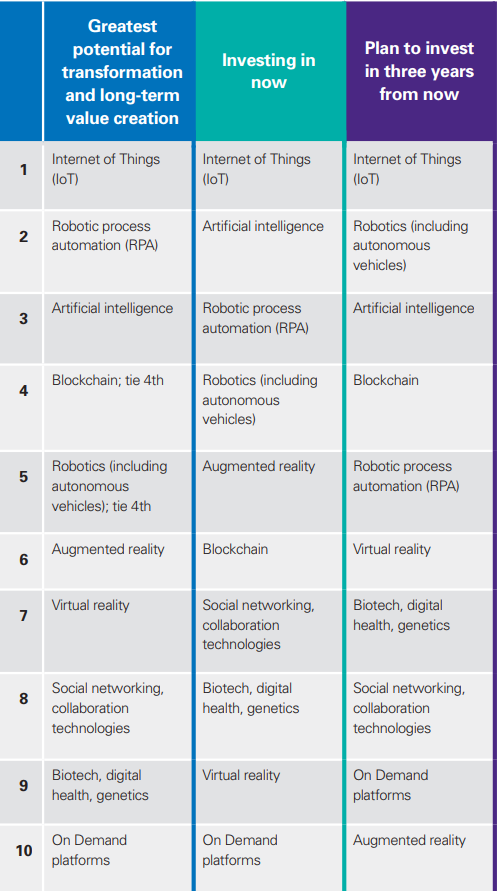 Greatest
potential for
transformation
and long-term
value creation
Investing in
now
Plan to invest
in three years
from now
1
Internet of Things
(IoT)
Internet of Things
(IoT)
Internet of Things
(IoT)
2
Robotic process
automation (RPA)
Artificial intelligence
Robotics (including
autonomous
vehicles)
3
Artificial intelligence
Robotic process
automation (RPA)
Artificial intelligence
4
Blockchain; tie 4th
Robotics (including
autonomous
vehicles)
Blockchain
5
Robotics (including
autonomous
vehicles); tie 4th
Augmented reality
Robotic process
automation (RPA)
6
Augmented reality
Blockchain
Virtual reality
7
Virtual reality
Social networking,
collaboration
technologies
Biotech, digital
health, genetics
8
Social networking,
collaboration
technologies
Biotech, digital
health, genetics
Social networking,
collaboration
technologies
9
Biotech, digital
health, genetics
Virtual reality
On Demand
platforms
10
On Demand
platforms
On Demand
platforms
Augmented reality